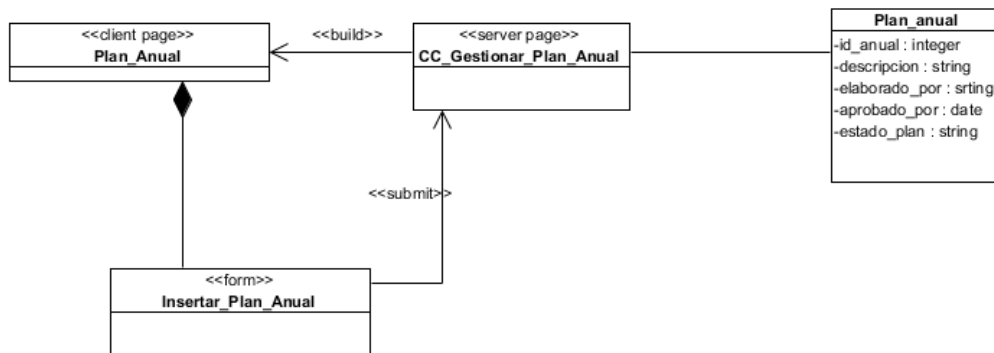 <<client page>>
Plan_Anual
<<build>>
<<server page>>
CC_Gestionar_Plan_Anual
Plan_anual
-id_anual : integer
-descripcion : string
-elaborado_por : srting
-aprobado_por : date
-estado_plan : string
<<submit>>
<<form>>
Insertar_Plan_Anual